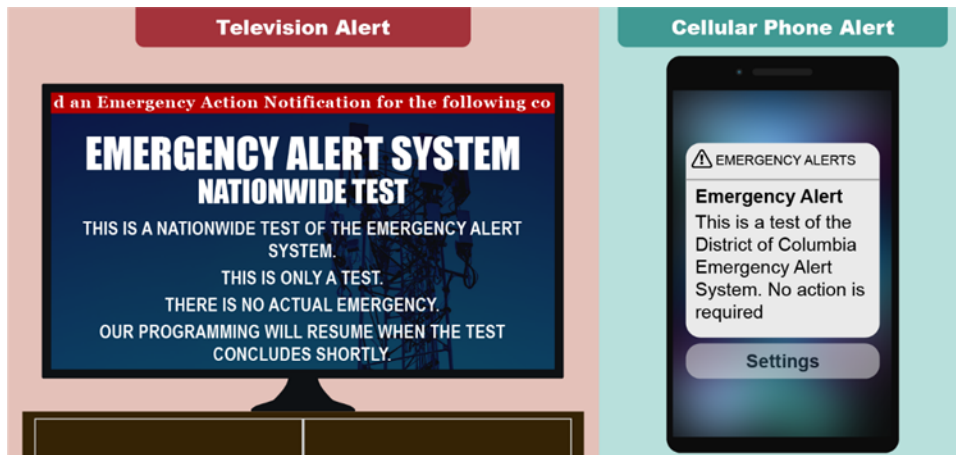 Television Alert
d an Emergency Action Notification for the following co
EMERGENCY ALERT SYSTEM
NATIONWIDE TEST
THIS IS A NATIONWIDE TEST OF THE EMERGENCY ALERT
SYSTEM.
THIS IS ONLY A TEST.
THERE IS NO ACTUAL EMERGENCY.
OUR PROGRAMMING WILL RESUME WHEN THE TEST
CONCLUDES SHORTLY.
Cellular Phone Alert
EMERGENCY ALERTS
Emergency Alert
This is a test of the
District of Columbia
Emergency Alert
System. No action is
required
Settings